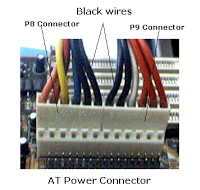 Black wires
P8 Connector
P9 Connector
AT Power Connector